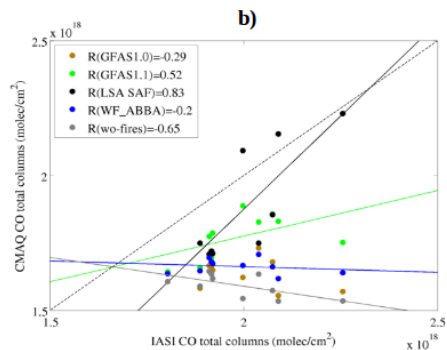 b)
x 10^18
2.5
R(GFAS1.0)=-0.29
R(GFAS1.1)=0.52
R(LSA SAF)=0.83
R(WF_ABBA)=-0.2
R(wo-fires)=-0.65
CMAQ CO total columns (molec/cm²)
2
1.5
1.5 2 2.5
IASI CO total columns (molec/cm²)
x 10^18